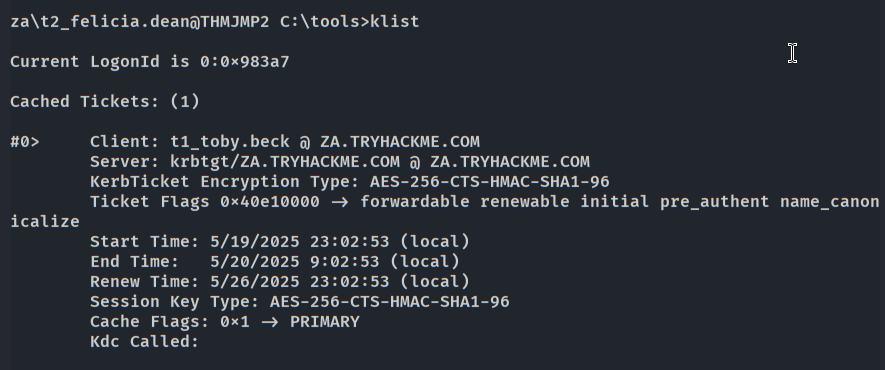 za\t2_felicia.dean@THMJMP2 C:\tools>klist
Current LogonId is 0:0×983a7
Cached Tickets: (1)
#0>     Client: t1_toby.beck @ ZA.TRYHACKME.COM
        Server: krbtgt/ZA.TRYHACKME.COM @ ZA.TRYHACKME.COM
        KerbTicket Encryption Type: AES-256-CTS-HMAC-SHA1-96
        Ticket Flags 0×40e10000 → forwardable renewable initial pre_authent name_canon
icalize
        Start Time: 5/19/2025 23:02:53 (local)
        End Time:   5/20/2025 9:02:53 (local)
        Renew Time: 5/26/2025 23:02:53 (local)
        Session Key Type: AES-256-CTS-HMAC-SHA1-96
        Cache Flags: 0×1 → PRIMARY
        Kdc Called: